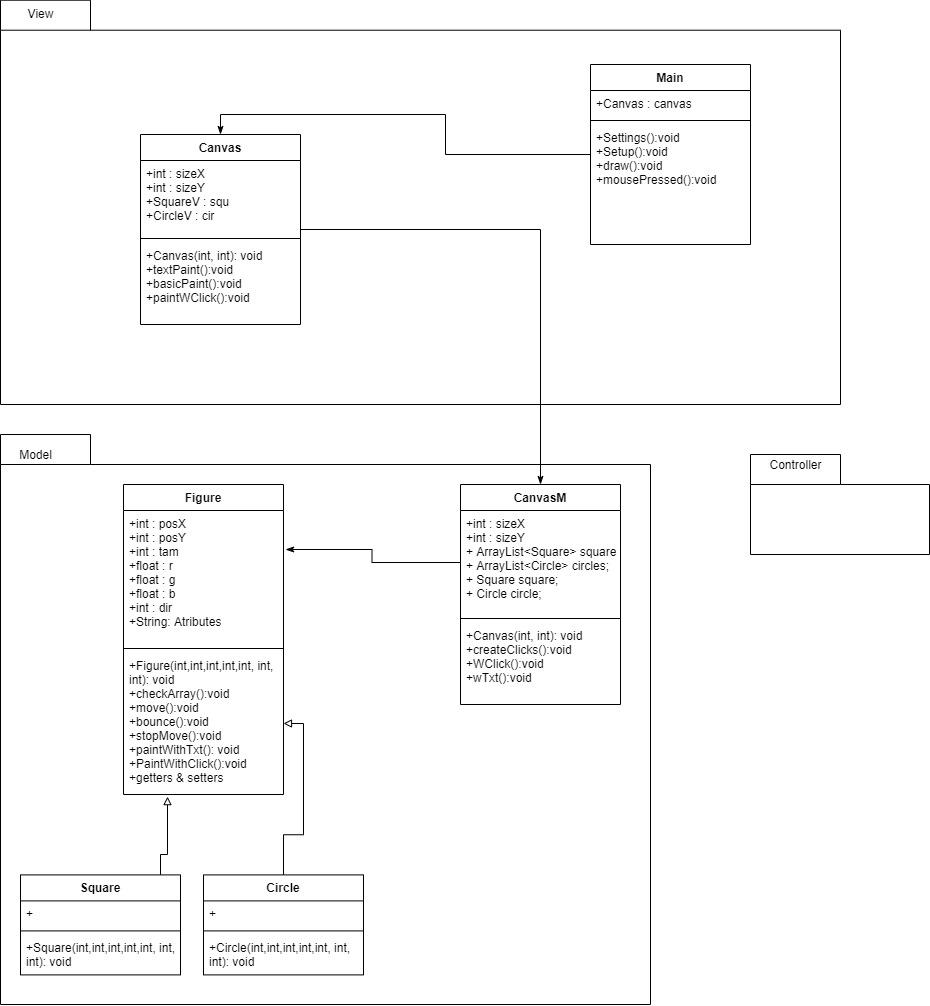 View
Main
+Canvas : canvas
+Settings():void
+Setup():void
+draw():void
+mousePressed():void
Canvas
+int : sizeX
+int : sizeY
+SquareV : squ
+CircleV : cir
+Canvas(int, int): void
+textPaint():void
+basicPaint():void
+paintWClick():void
Model
Figure
+int : posX
+int : posY
+int : tam
+float : r
+float : g
+float : b
+int : dir
+String: Atributes
+Figure(int,int,int,int,int, int,
int): void
+checkArray():void
+move():void
+bounce():void
+stopMove():void
+paintWithTxt(): void
+PaintWithClick():void
+getters & setters
CanvasM
+int : sizeX
+int : sizeY
+ ArrayList<Square> square
+ ArrayList<Circle> circles;
+ Square square;
+ Circle circle;
+Canvas(int, int): void
+createClicks():void
+WClick():void
+wTxt():void
Controller
Square
+
+Square(int,int,int,int,int, int,
int): void
Circle
+
+Circle(int,int,int,int,int, int,
int): void